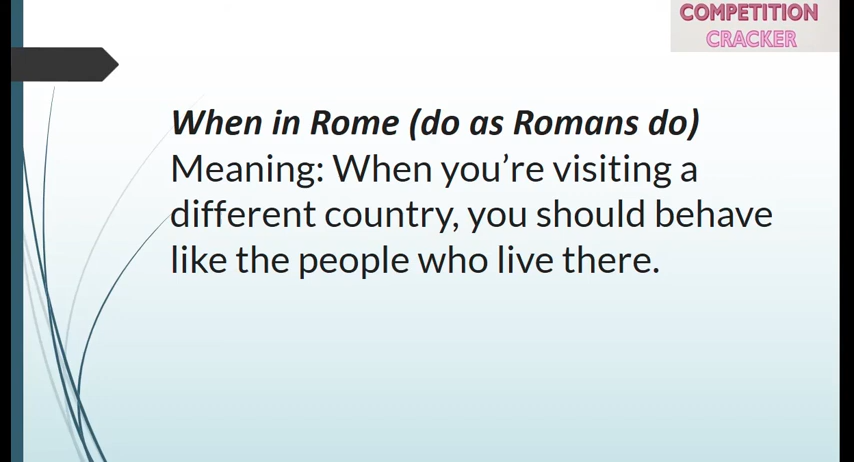 COMPETITION
CRACKER
When in Rome (do as Romans do)
Meaning: When you’re visiting a
different country, you should behave
like the people who live there.